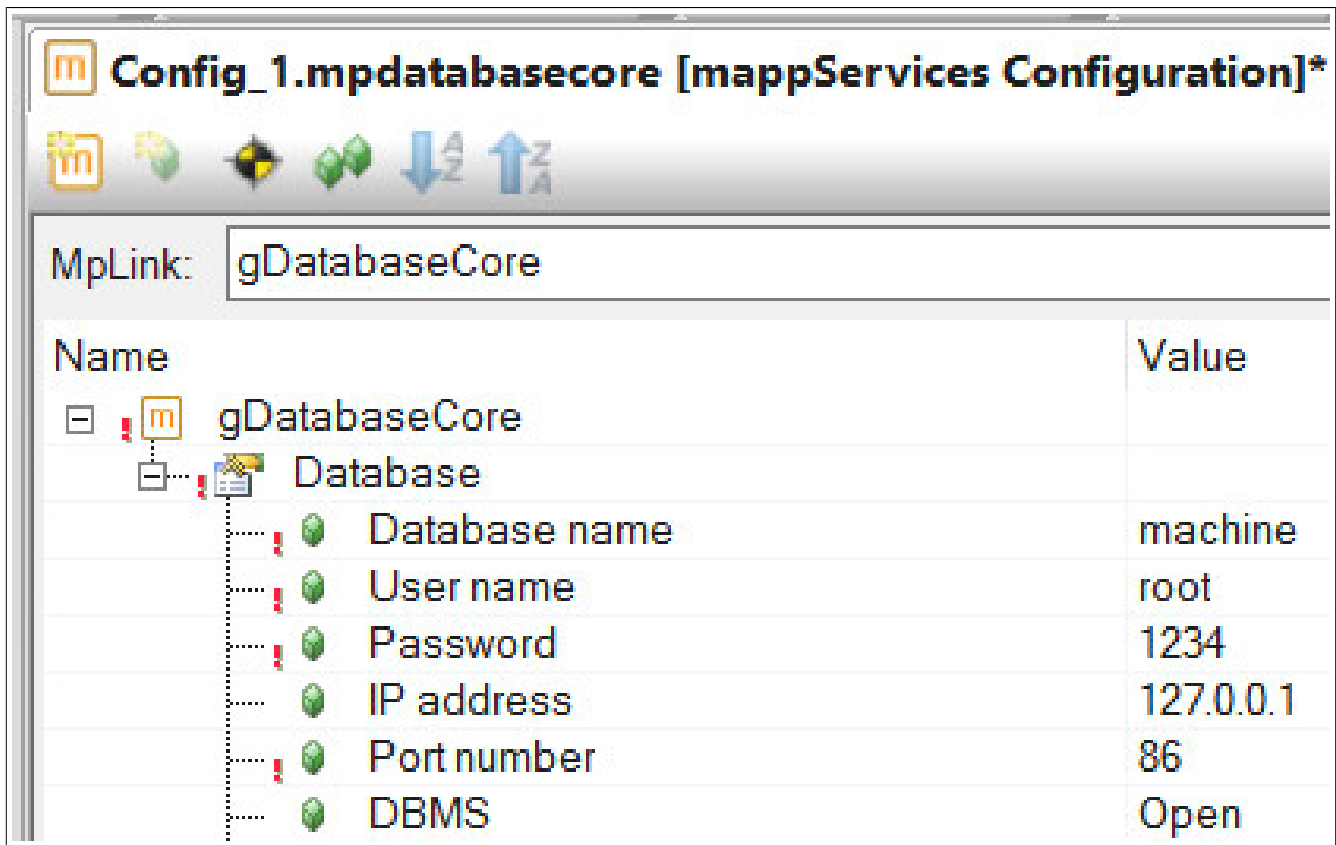 m Config_1.mpdatabasecore [mappServices Configuration]*
m A Z Z A
MpLink: gDatabaseCore
Name Value
! m gDatabaseCore
! Database
! Database name machine
! User name root
! Password 1234
IP address 127.0.0.1
! Port number 86
DBMS Open